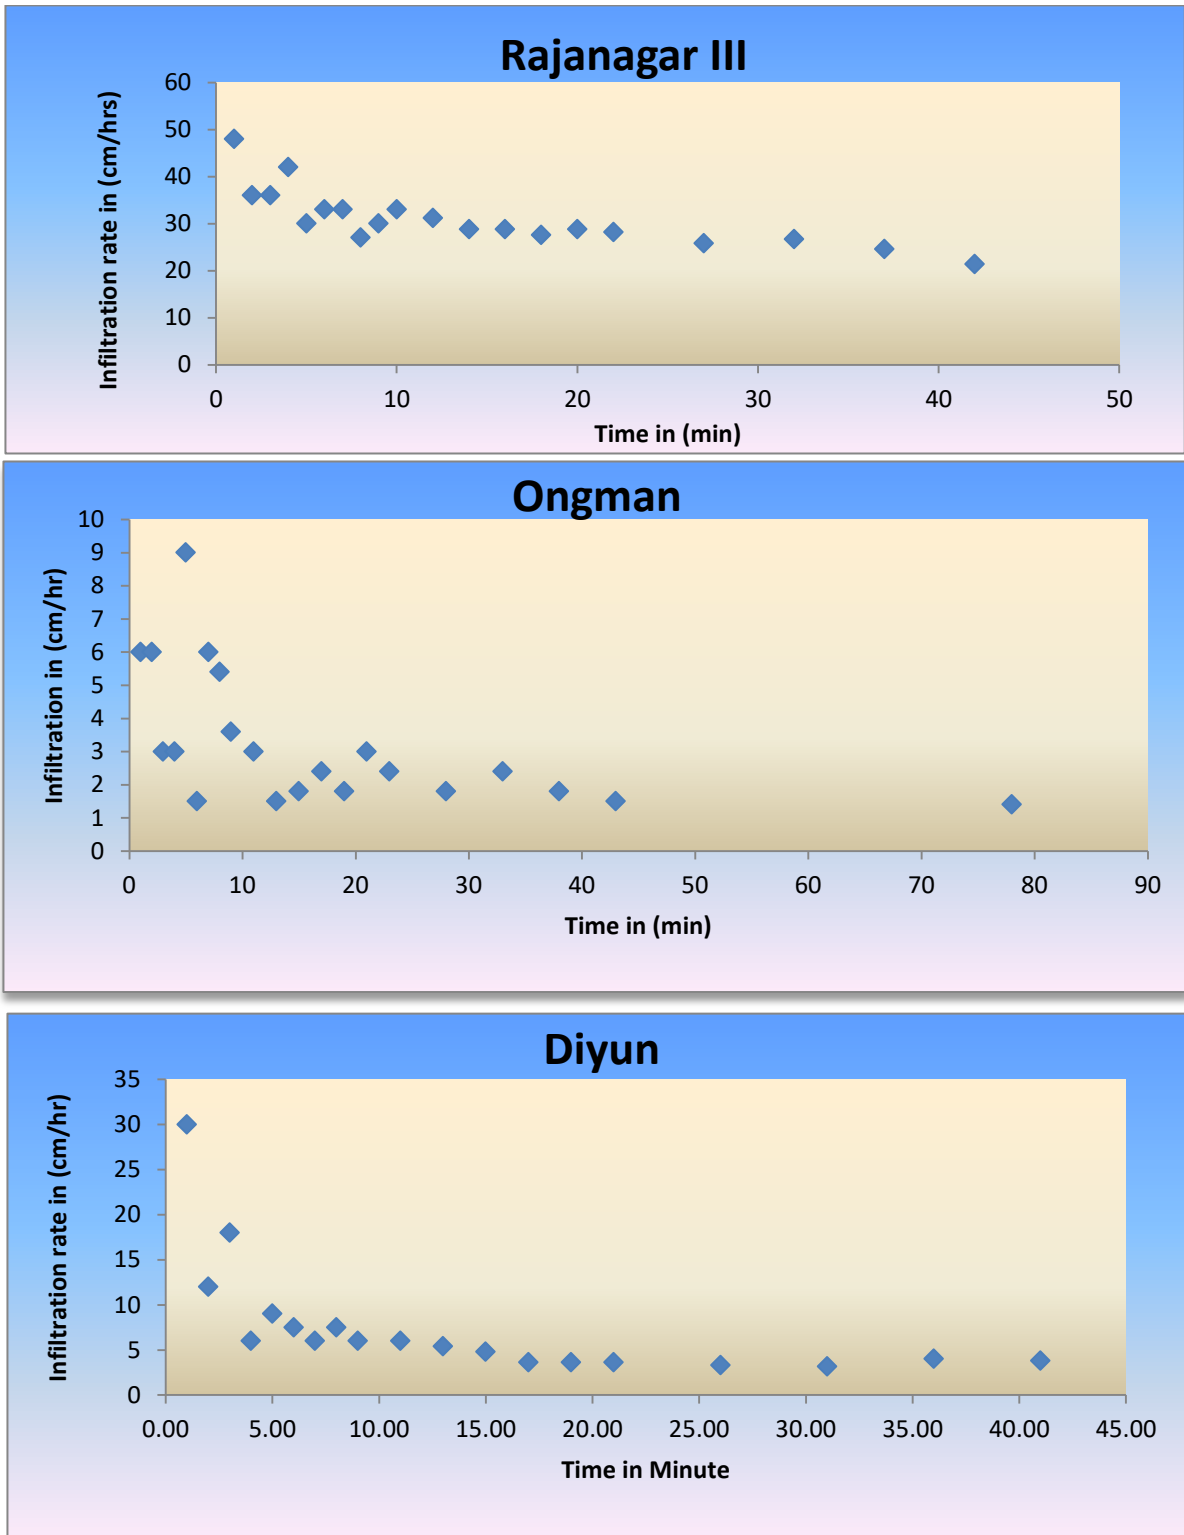 Rajanagar III
Infiltration rate in (cm/hrs)
60
50
40
30
20
10
0
0 10 20 30 40 50
Time in (min)
Ongman
Infiltration in (cm/hr)
10
9
8
7
6
5
4
3
2
1
0
0 10 20 30 40 50 60 70 80 90
Time in (min)
Diyun
Infiltration rate in (cm/hr)
35
30
25
20
15
10
5
0
0.00 5.00 10.00 15.00 20.00 25.00 30.00 35.00 40.00 45.00
Time in Minute